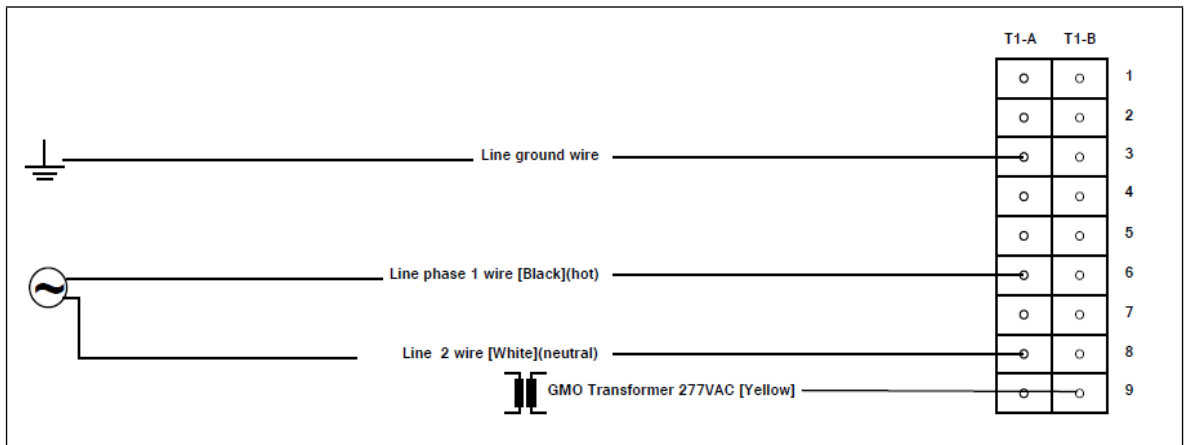 T1-A T1-B
1
2
Line ground wire 3
4
5
Line phase 1 wire [Black](hot) 6
7
Line 2 wire [White](neutral) 8
GMO Transformer 277VAC [Yellow] 9